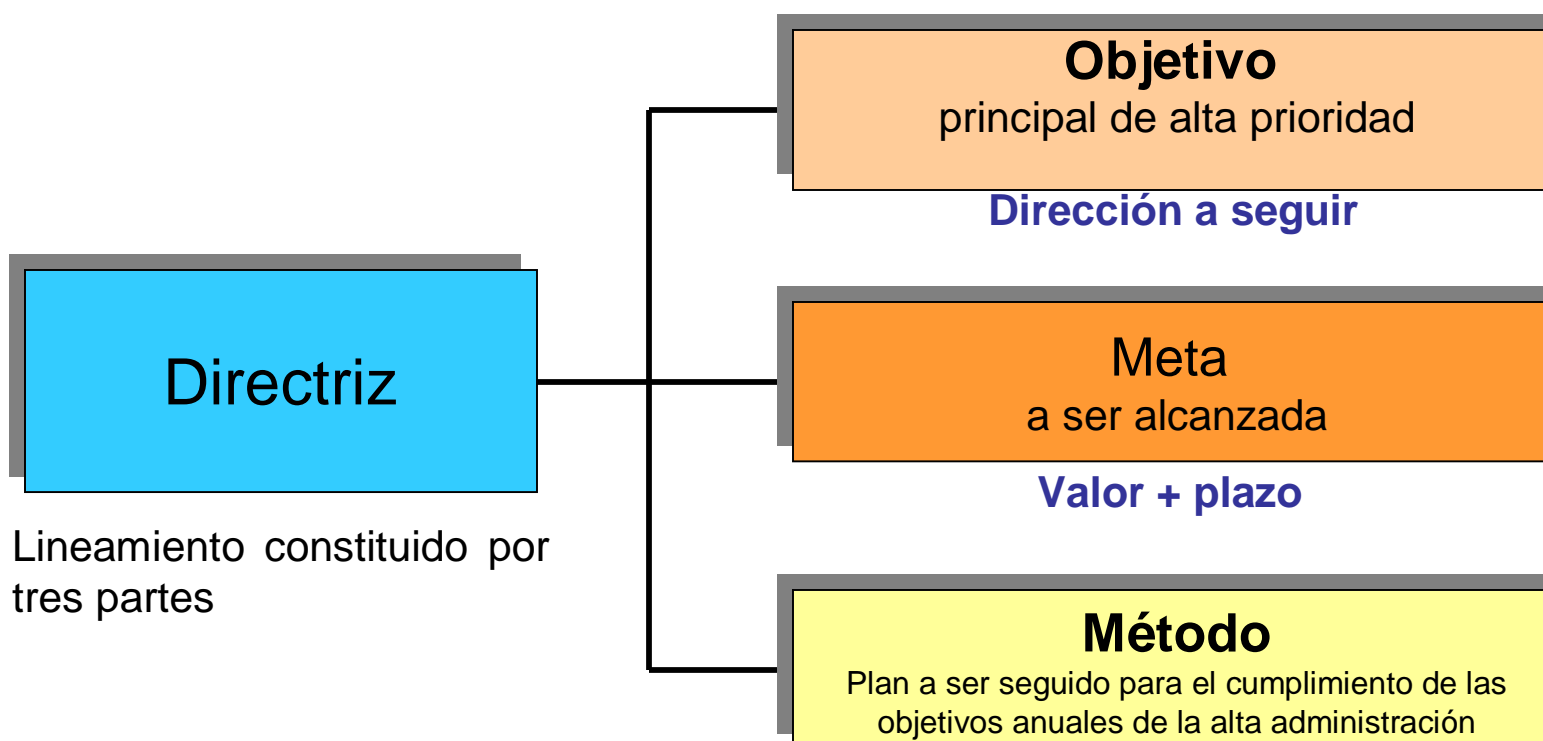 Objetivo
principal de alta prioridad
Dirección a seguir
Directriz
Meta
a ser alcanzada
Valor + plazo
Lineamiento constituido por
tres partes
Método
Plan a ser seguido para el cumplimiento de las
objetivos anuales de la alta administración